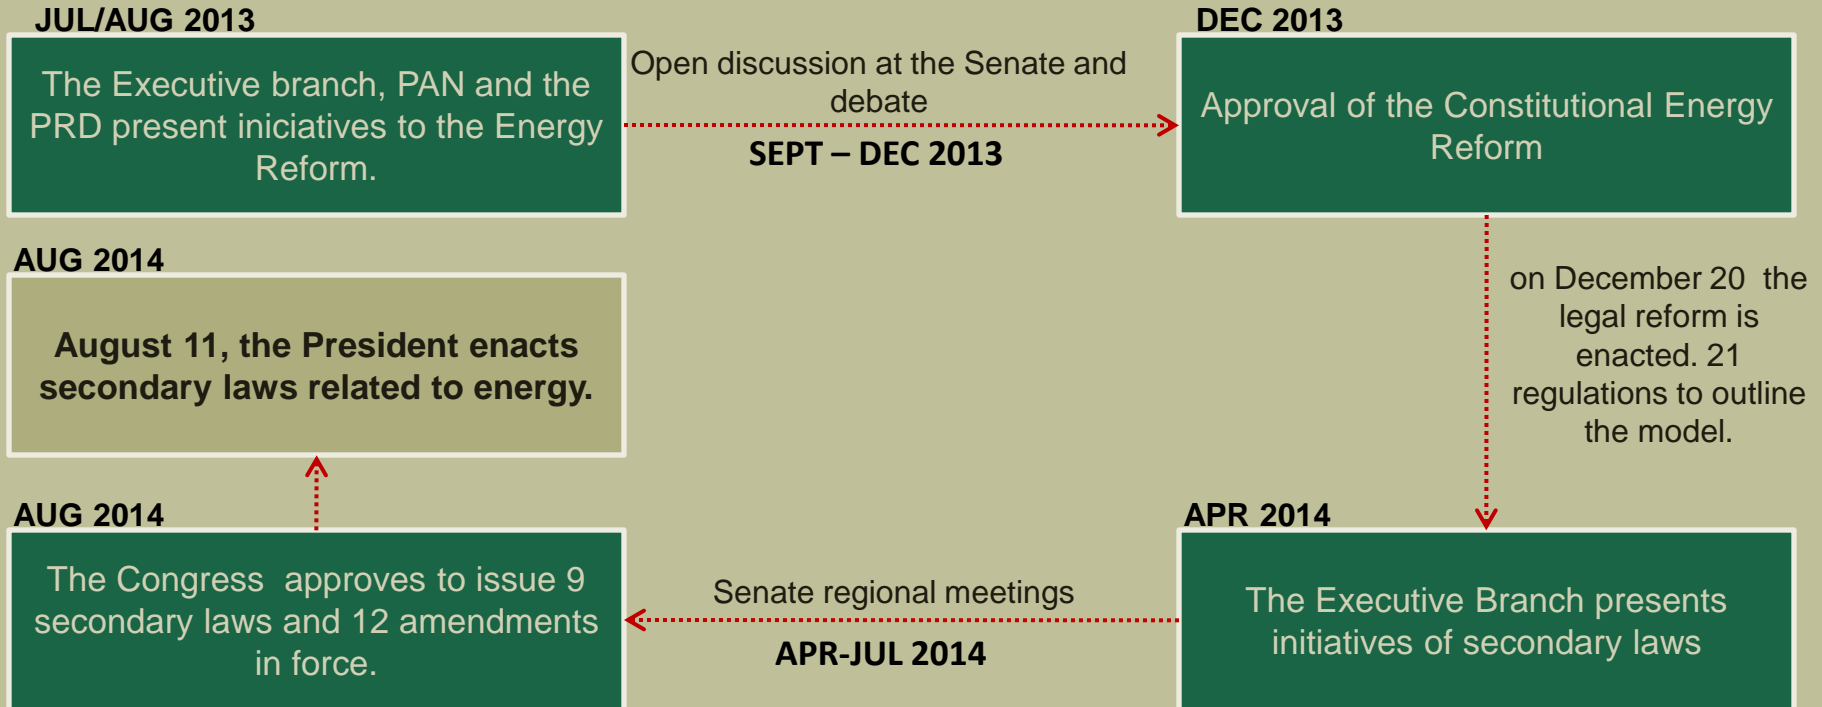 JUL/AUG 2013
The Executive branch, PAN and the
PRD present iniciatives to the Energy
Reform.
Open discussion at the Senate and
debate
SEPT – DEC 2013
DEC 2013
Approval of the Constitutional Energy
Reform
on December 20 the
legal reform is
enacted. 21
regulations to outline
the model.
APR 2014
The Executive Branch presents
initiatives of secondary laws
Senate regional meetings
APR-JUL 2014
AUG 2014
The Congress approves to issue 9
secondary laws and 12 amendments
in force.
AUG 2014
August 11, the President enacts
secondary laws related to energy.